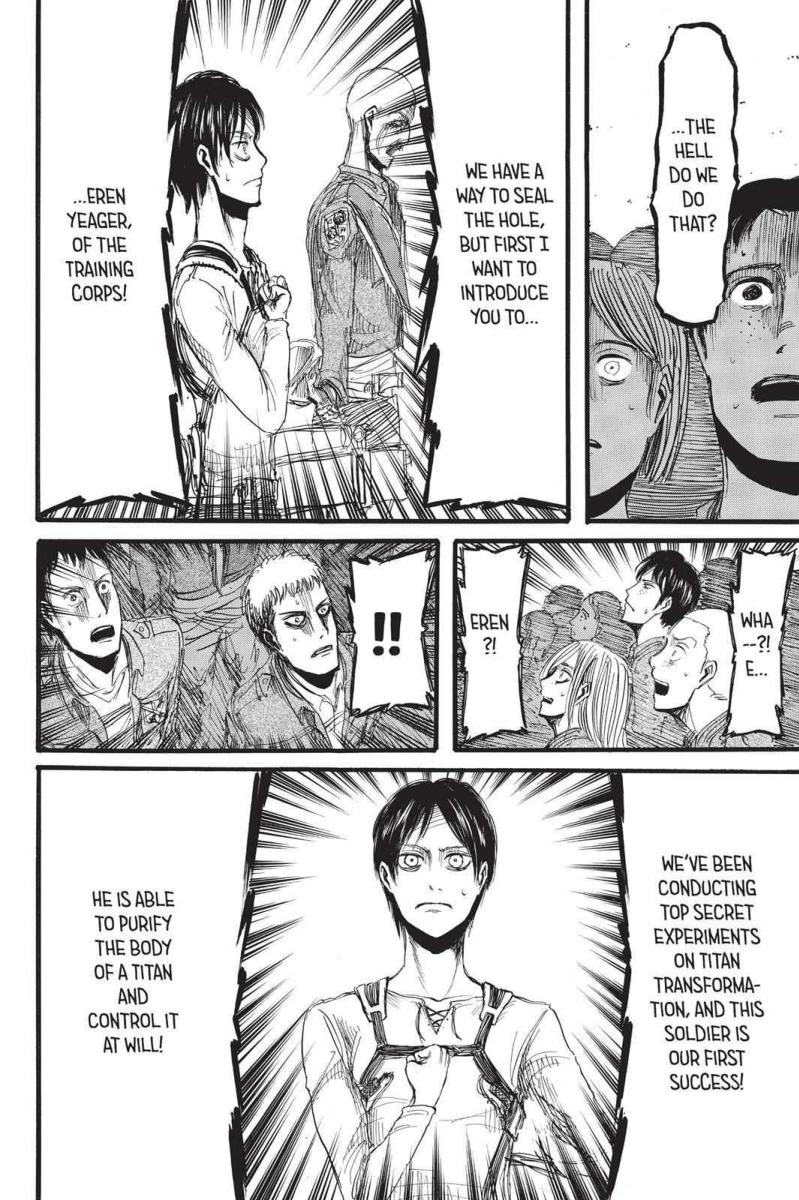 ...THE
HELL
DO WE
DO
THAT?
WE HAVE A
WAY TO SEAL
THE HOLE,
BUT FIRST I
WANT TO
INTRODUCE
YOU TO...
...EREN
YEAGER,
OF THE
TRAINING
CORPS!
WHA
--?!
E...
EREN
?!
!!
WE'VE BEEN
CONDUCTING
TOP SECRET
EXPERIMENTS
ON TITAN
TRANSFORMA-
TION, AND THIS
SOLDIER IS
OUR FIRST
SUCCESS!
HE IS ABLE
TO PURIFY
THE BODY
OF A TITAN
AND
CONTROL IT
AT WILL!